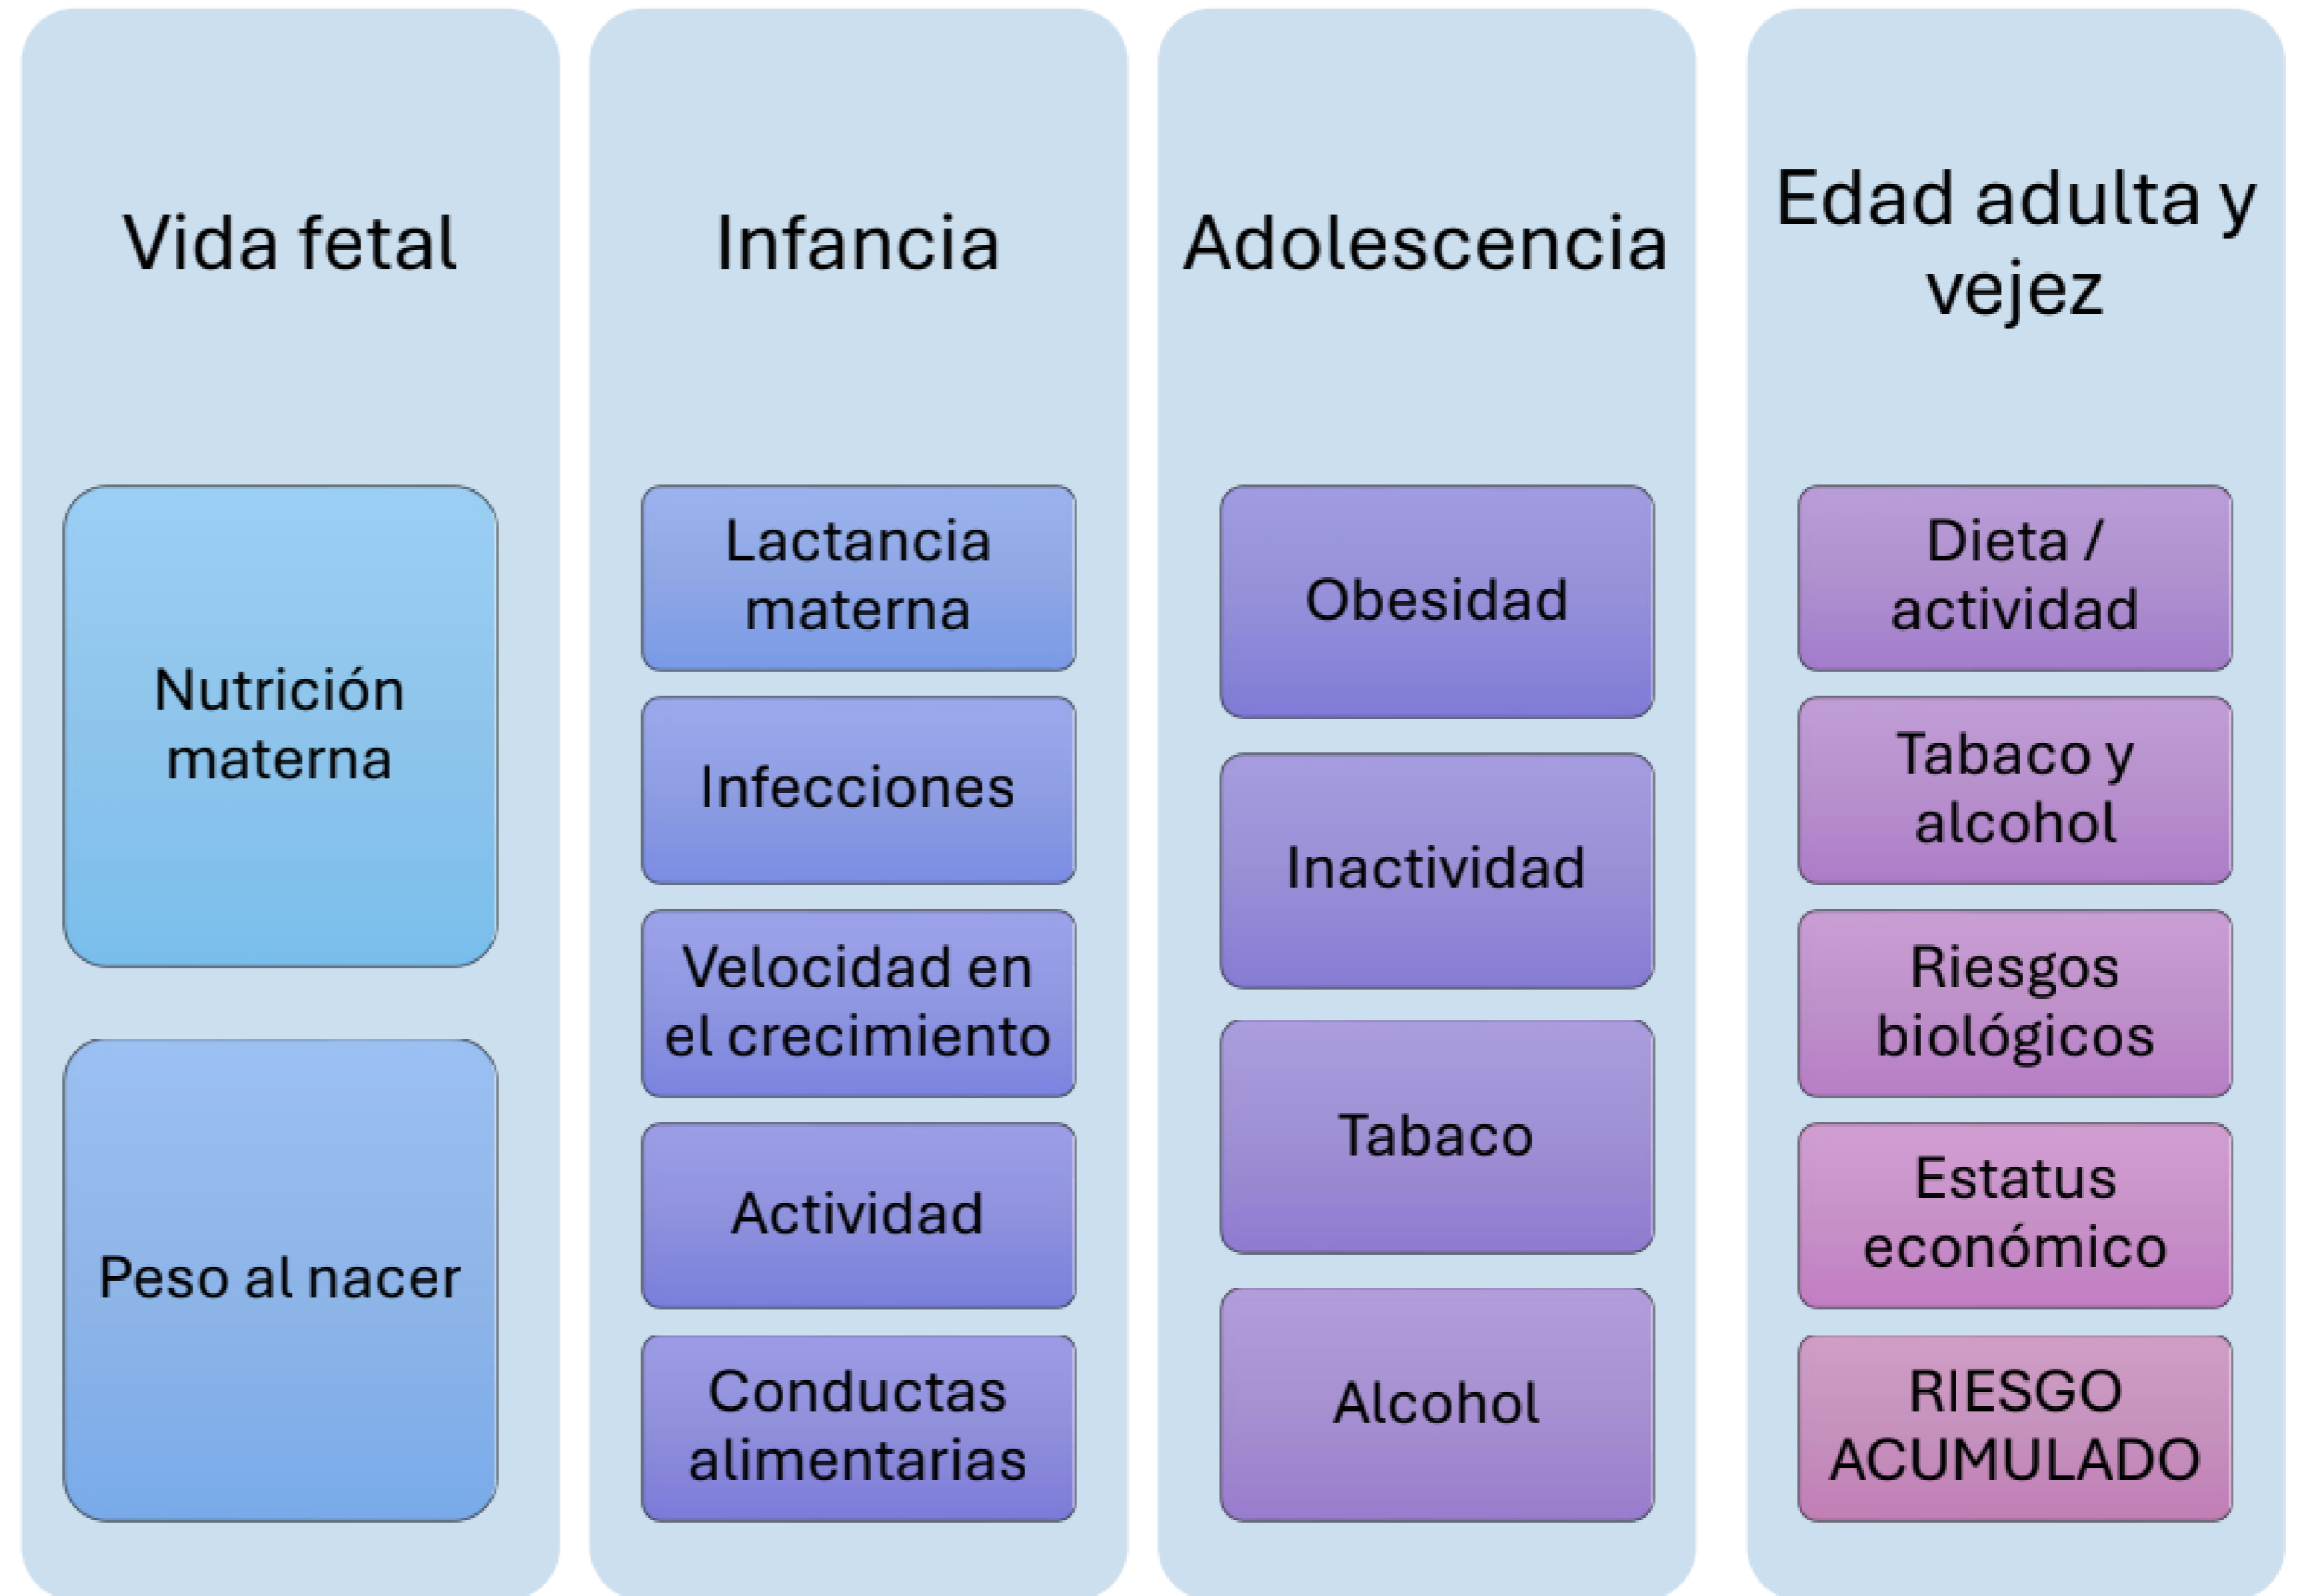 Vida fetal
Nutrición
materna
Peso al nacer
Infancia
Lactancia
materna
Infecciones
Velocidad en
el crecimiento
Actividad
Conductas
alimentarias
Adolescencia
Obesidad
Inactividad
Tabaco
Alcohol
Edad adulta y
vejez
Dieta /
actividad
Tabaco y
alcohol
Riesgos
biológicos
Estatus
económico
RIESGO
ACUMULADO